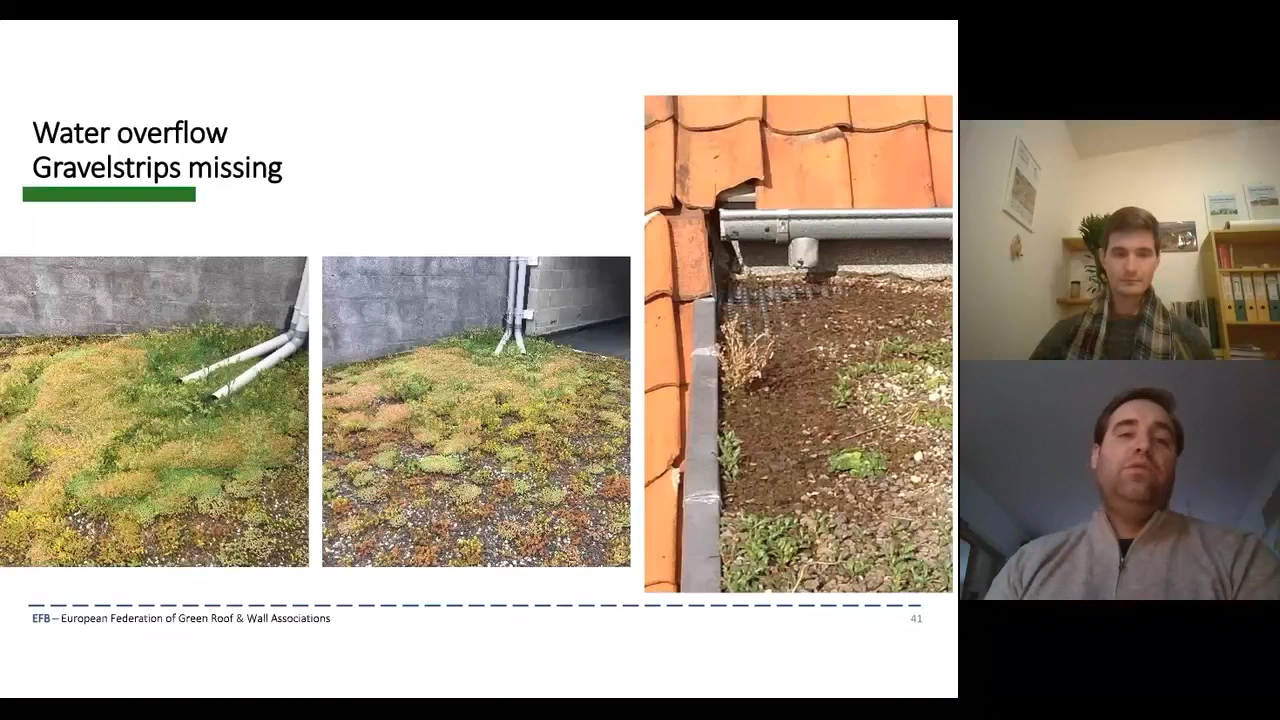 Water overflow
Gravelstrips missing
EFB – European Federation of Green Roof & Wall Associations
41